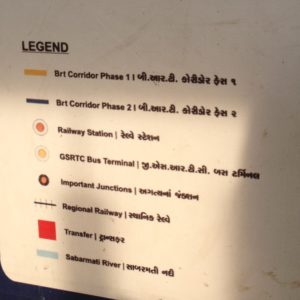 LEGEND
Brt Corridor Phase 1 | બી.આર.ટી. કોરીડોર ફેસ ૧
Brt Corridor Phase 2 | બી.આર.ટી. કોરીડોર ફેસ ૨
Railway Station | રેલ્વે સ્ટેશન
GSRTC Bus Terminal | જી.એસ.આર.ટી.સી. બસ ટર્મિનલ
Important Junctions | અગત્યનાં જંક્શન
Regional Railway | સ્થાનિક રેલ્વે
Transfer | ટ્રાન્સફર
Sabarmati River | સાબરમતી નદી